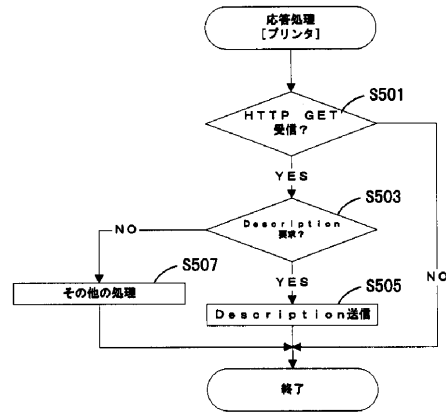 応答処理
[プリンタ]
HTTP GET
受信?
S501
YES
Description
要求?
S503
NO
NO
YES
その他の処理
S507
Description送信
S505
終了